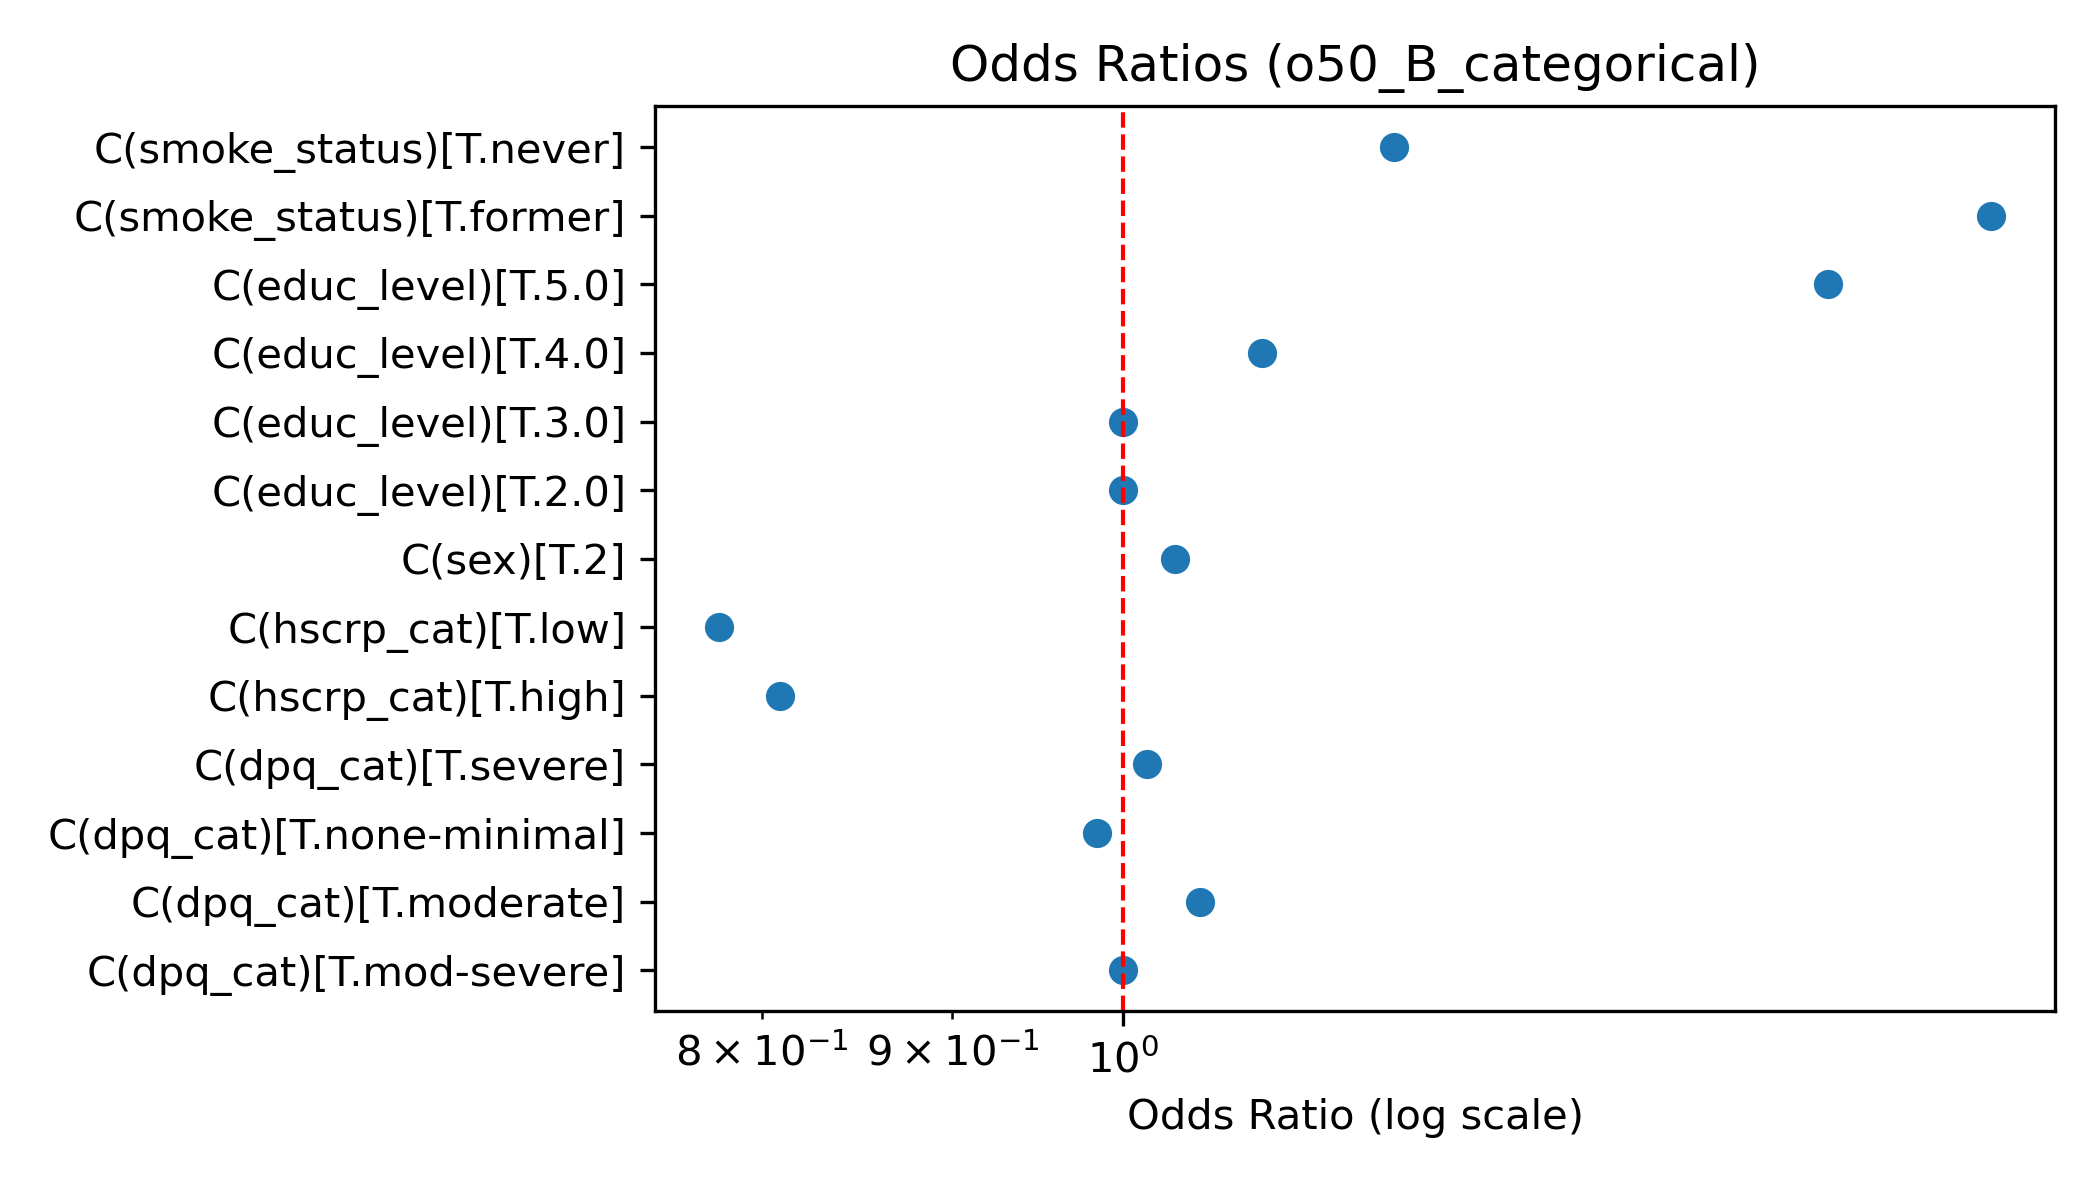 Odds Ratios (o50_B_categorical)
C(smoke_status)[T.never]
C(smoke_status)[T.former]
C(educ_level)[T.5.0]
C(educ_level)[T.4.0]
C(educ_level)[T.3.0]
C(educ_level)[T.2.0]
C(sex)[T.2]
C(hscrp_cat)[T.low]
C(hscrp_cat)[T.high]
C(dpq_cat)[T.severe]
C(dpq_cat)[T.none-minimal]
C(dpq_cat)[T.moderate]
C(dpq_cat)[T.mod-severe]
8 × 10⁻¹ 9 × 10⁻¹ 10⁰
Odds Ratio (log scale)